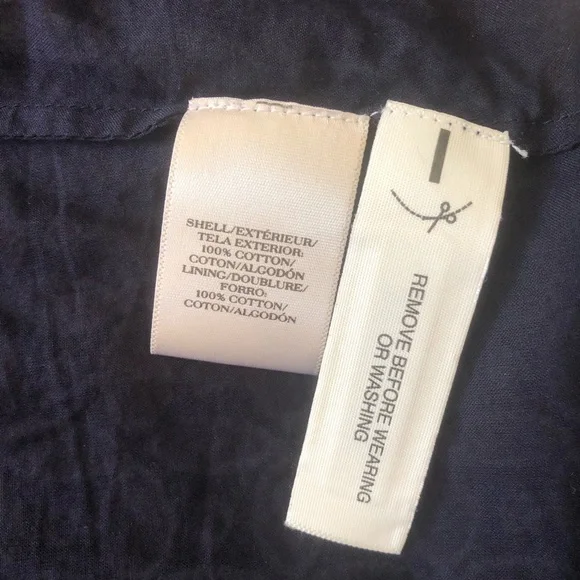 SHELL/EXTÉRIEUR/
TELA EXTERIOR:
100% COTTON/
COTON/ALGODÓN
LINING/DOUBLURE/
FORRO:
100% COTTON/
COTON/ALGODÓN
REMOVE BEFORE WEARING
OR WASHING